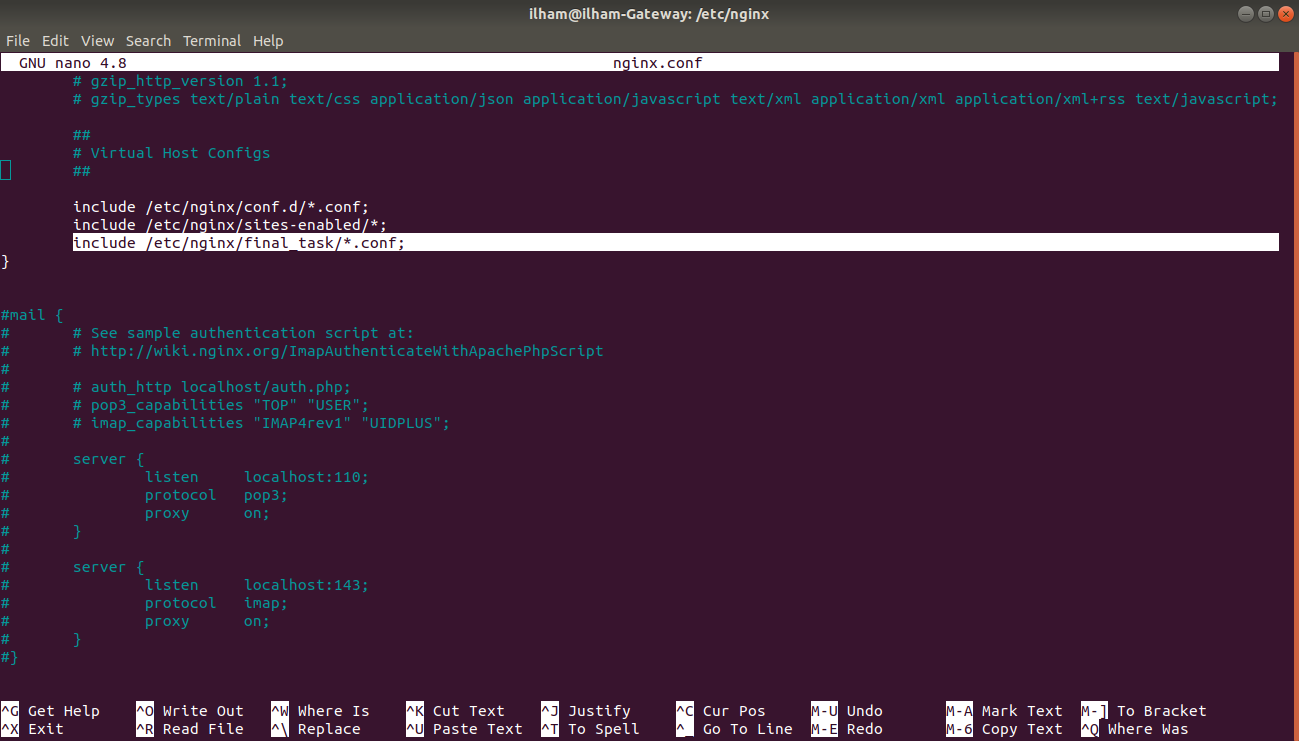 ilham@ilham-Gateway: /etc/nginx
File Edit View Search Terminal Help
GNU nano 4.8 nginx.conf
# gzip_http_version 1.1;
# gzip_types text/plain text/css application/json application/javascript text/xml application/xml application/xml+rss text/javascript;
##
# Virtual Host Configs
##
include /etc/nginx/conf.d/*.conf;
include /etc/nginx/sites-enabled/*;
include /etc/nginx/final_task/*.conf;
}
#mail {
# # See sample authentication script at:
# # http://wiki.nginx.org/ImapAuthenticateWithApachePhpScript
#
# # auth_http localhost/auth.php;
# # pop3_capabilities "TOP" "USER";
# # imap_capabilities "IMAP4rev1" "UIDPLUS";
#
# server {
# listen localhost:110;
# protocol pop3;
# proxy on;
# }
#
# server {
# listen localhost:143;
# protocol imap;
# proxy on;
# }
#}
^G Get Help ^O Write Out ^W Where Is ^K Cut Text ^J Justify ^C Cur Pos M-U Undo M-A Mark Text M-] To Bracket
^X Exit ^R Read File ^\ Replace ^U Paste Text ^T To Spell ^_ Go To Line M-E Redo M-6 Copy Text ^Q Where Was